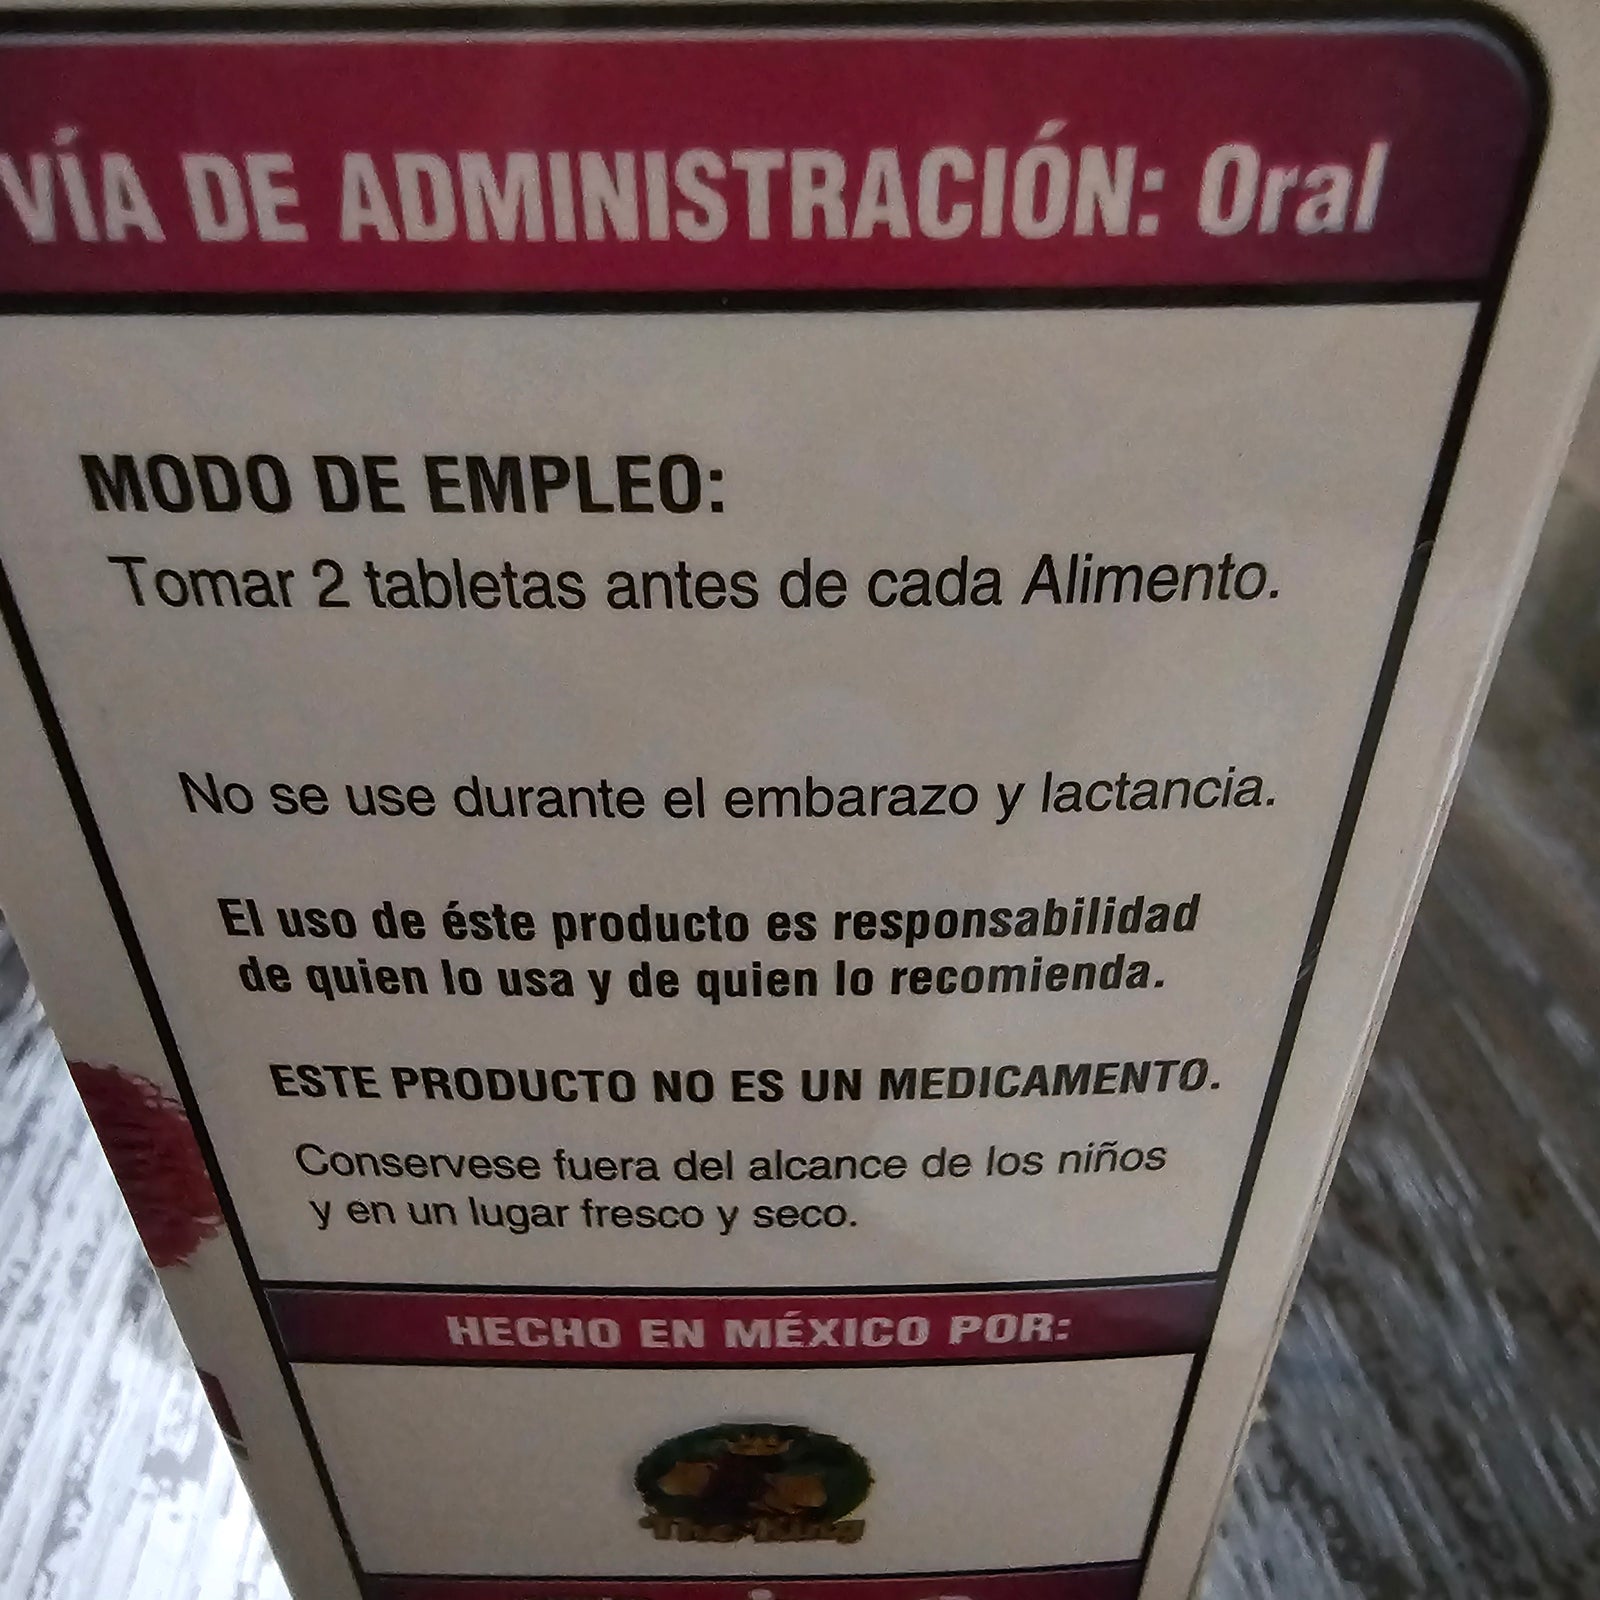 VÍA DE ADMINISTRACIÓN: Oral
MODO DE EMPLEO:
Tomar 2 tabletas antes de cada Alimento.
No se use durante el embarazo y lactancia.
El uso de éste producto es responsabilidad
de quien lo usa y de quien lo recomienda.
ESTE PRODUCTO NO ES UN MEDICAMENTO.
Conservese fuera del alcance de los niños
y en un lugar fresco y seco.
HECHO EN MÉXICO POR:
The King